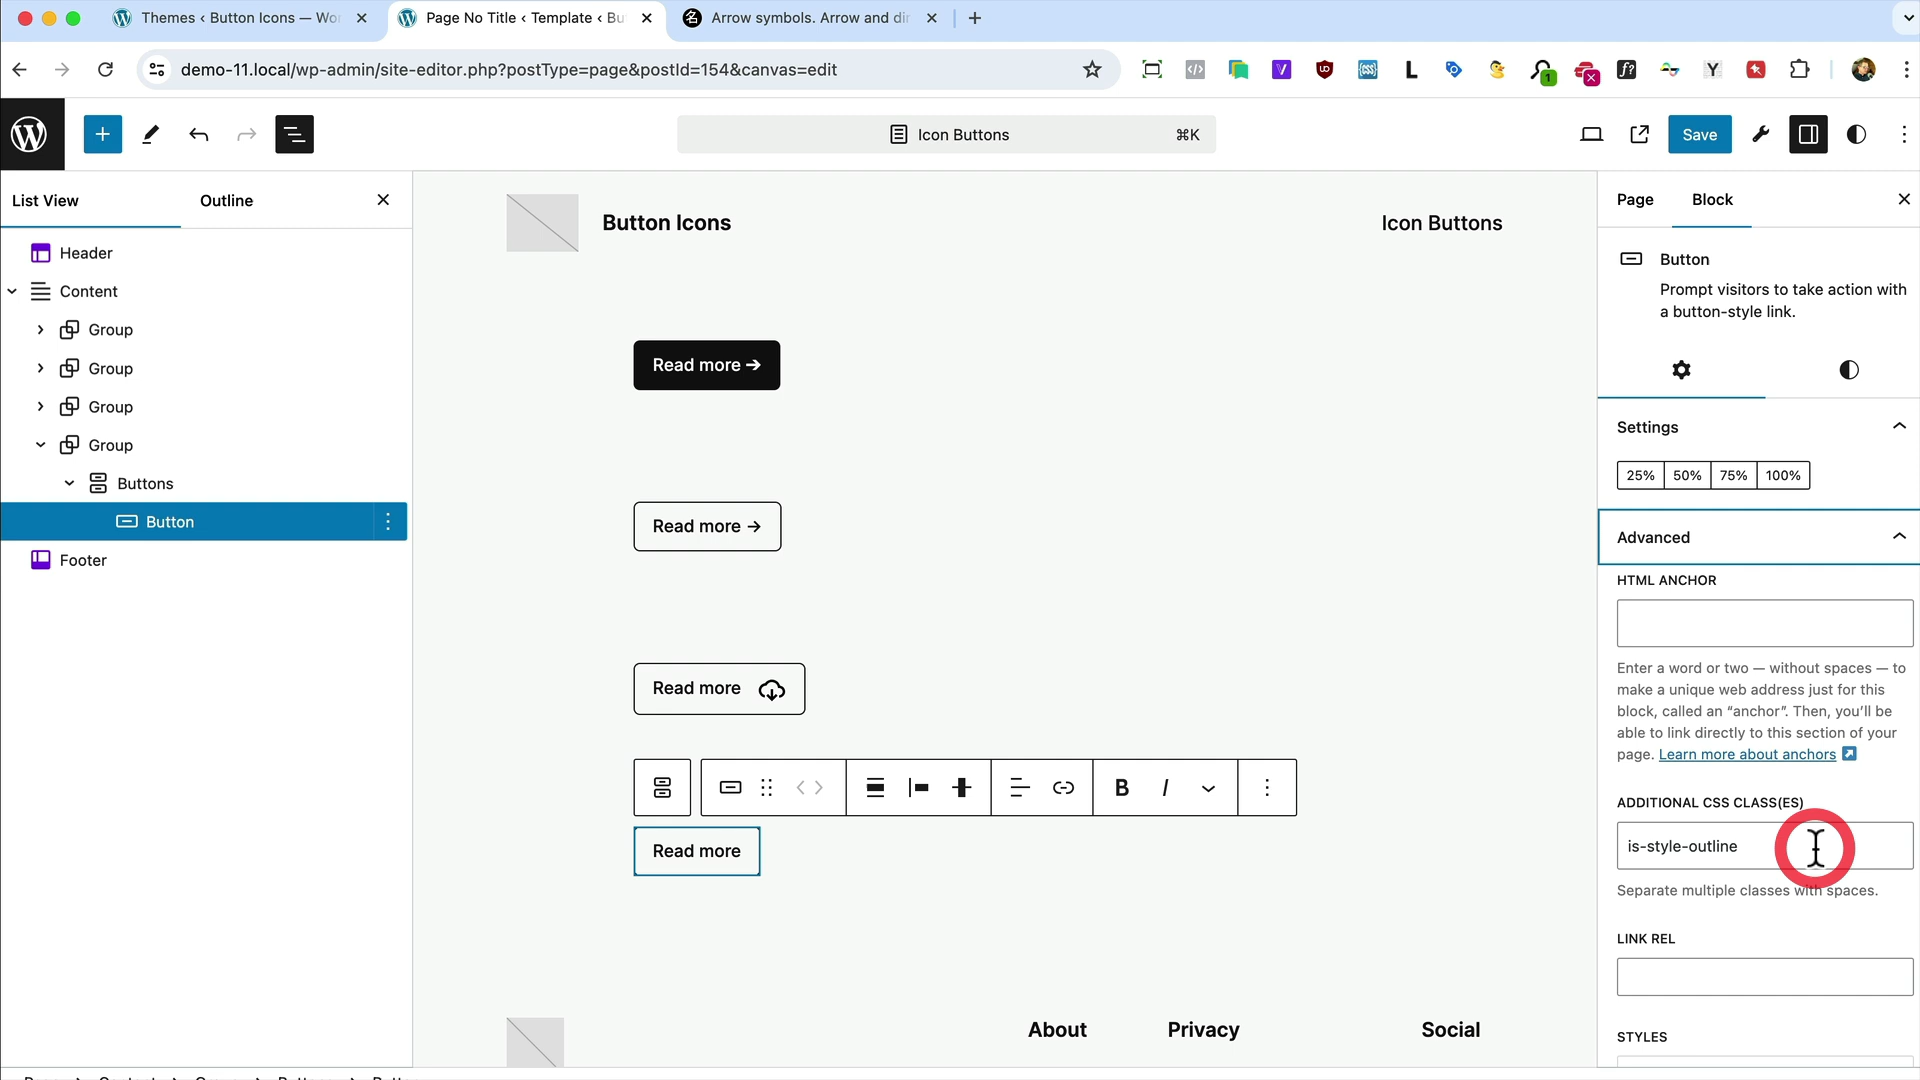 Themes ‹ Button Icons — Wor
Page No Title ‹ Template ‹ Bu
Arrow symbols. Arrow and dir
demo-11.local/wp-admin/site-editor.php?postType=page&postId=154&canvas=edit
Icon Buttons
⌘K
Save
List View
Outline
Header
Content
Group
Group
Group
Group
Buttons
Button
Footer
Button Icons
Icon Buttons
Read more →
Read more →
Read more
B I
Read more
About
Privacy
Social
Page
Block
Button
Prompt visitors to take action with
a button-style link.
Settings
25% 50% 75% 100%
Advanced
HTML ANCHOR
Enter a word or two — without spaces — to
make a unique web address just for this
block, called an “anchor”. Then, you’ll be
able to link directly to this section of your
page. Learn more about anchors
ADDITIONAL CSS CLASS(ES)
is-style-outline
Separate multiple classes with spaces.
LINK REL
STYLES